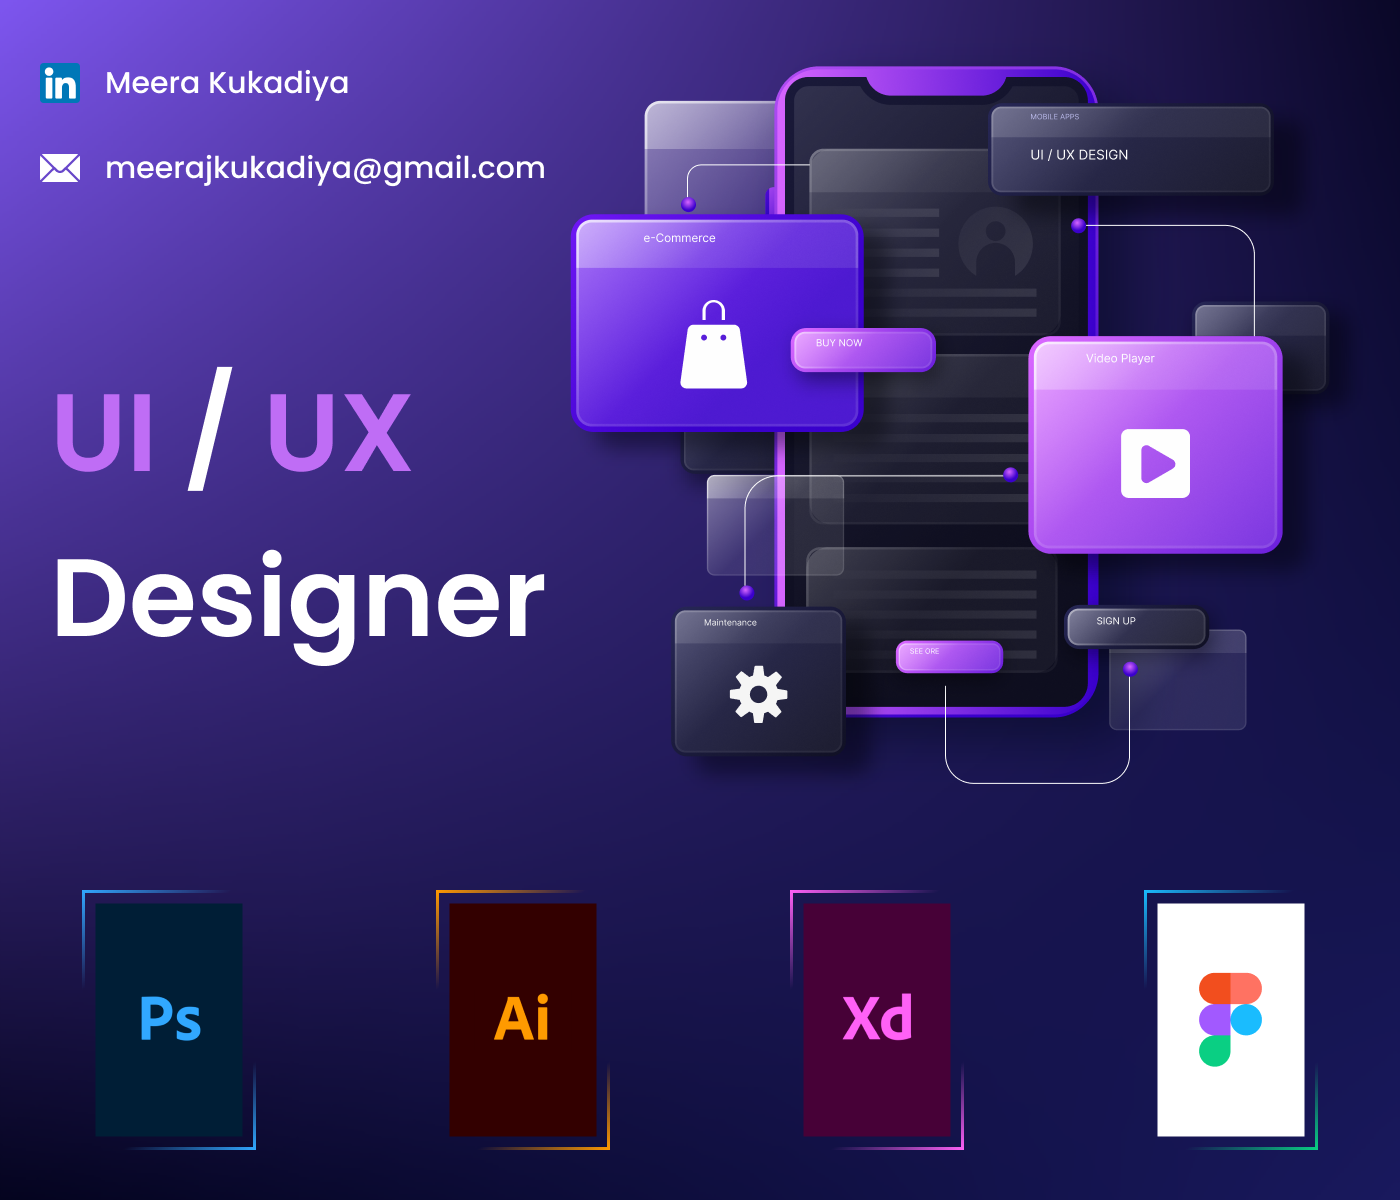 in
Meera Kukadiya
meerajkukadiya@gmail.com
MOBILE APPS
UI / UX DESIGN
e-Commerce
BUY NOW
Video Player
UI / UX
Designer
Maintenance
SEE ORE
SIGN UP
Ps
Ai
Xd